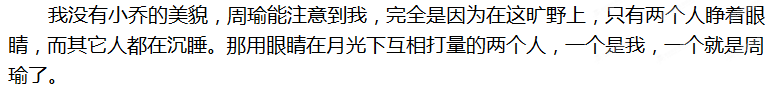 我没有小乔的美貌，周瑜能注意到我，完全是因为在这旷野上，只有两个人睁着眼
睛，而其它人都在沉睡。那用眼睛在月光下互相打量的两个人，一个是我，一个就是周
瑜了。